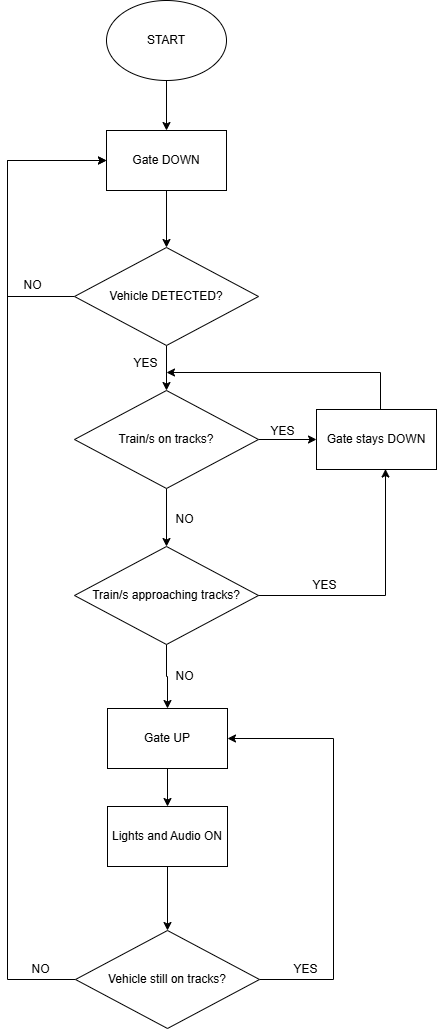 START
Gate DOWN
Vehicle DETECTED?
NO
YES
Train/s on tracks?
YES
Gate stays DOWN
NO
Train/s approaching tracks?
YES
NO
Gate UP
Lights and Audio ON
Vehicle still on tracks?
NO
YES